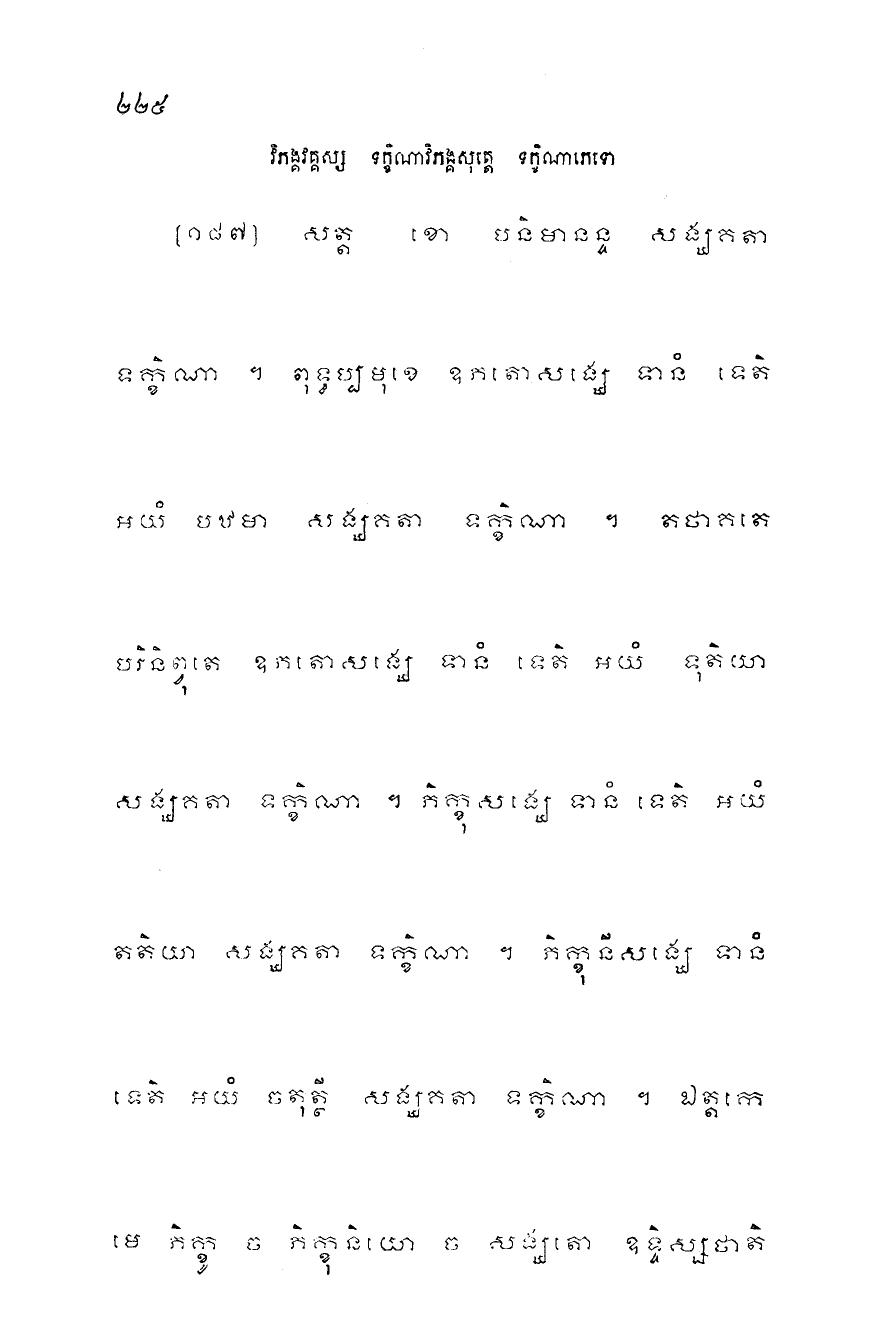 ២២៥
វិភង្គវគ្គស្ស ទក្ខិណាវិភង្គសុត្តេ ទក្ខិណាភេទោ
[១៨៧] សត្ត ខោ បនិមានន្ទ សង្ឃគតា
ទក្ខិណា ។ ពុទ្ធប្បមុខេ ឧភតោសង្ឃេ ទានំ ទេតិ
អយំ បឋមា សង្ឃគតា ទក្ខិណា ។ តថាគតេ
បរិនិព្វុតេ ឧភតោសង្ឃេ ទានំ ទេតិ អយំ ទុតិយា
សង្ឃគតា ទក្ខិណា ។ ភិក្ខុសង្ឃេ ទានំ ទេតិ អយំ
តតិយា សង្ឃគតា ទក្ខិណា ។ ភិក្ខុនីសង្ឃេ ទានំ
ទេតិ អយំ ចតុត្ថី សង្ឃគតា ទក្ខិណា ។ ឯត្តកេ
មេ ភិក្ខូ ច ភិក្ខុនិយោ ច សង្ឃតោ ឧទ្ទិស្សថាតិ